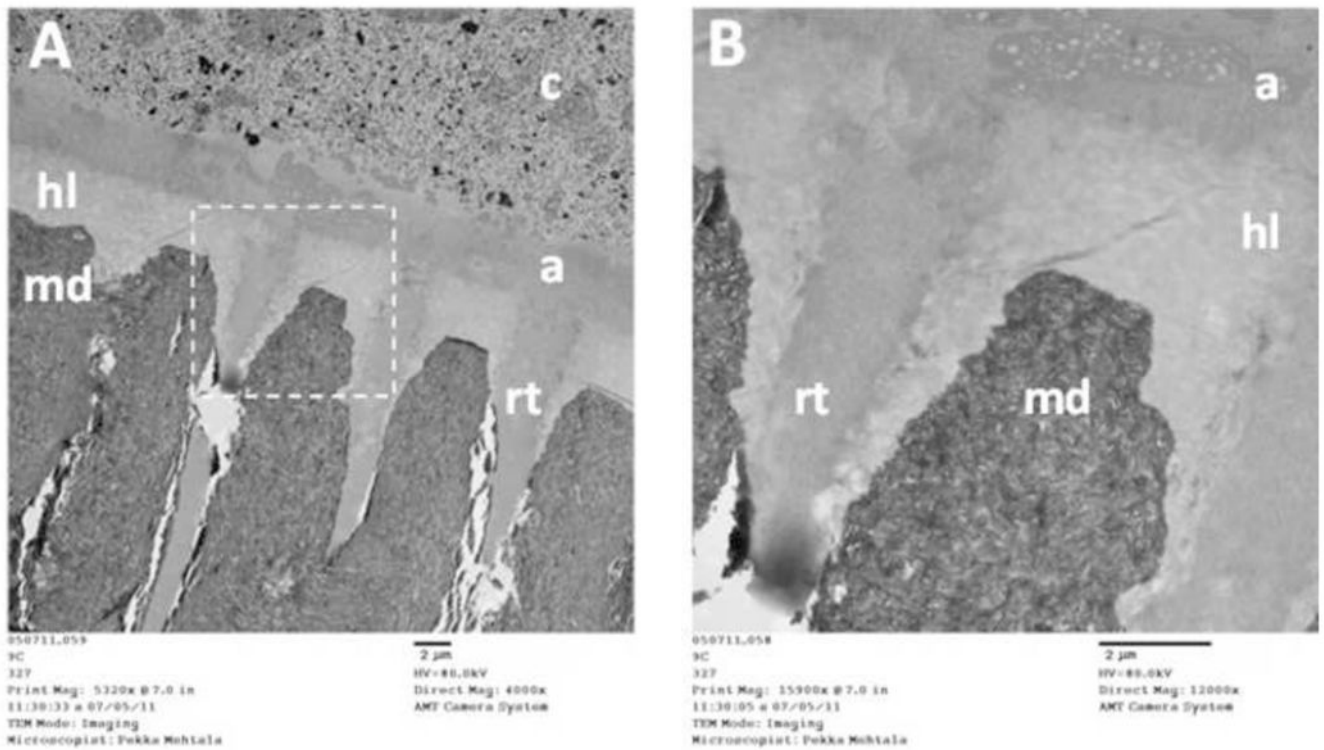 A
c
hl
md
a
rt
B
a
hl
rt
md
050711.059
9C
327
Print Mag: 5320x @ 7.0 in
11:30:33 a 07/05/11
TEM Mode: Imaging
Microscopist: Pekka Mehtala
2 µm
HV=80.0kV
Direct Mag: 4000x
AMT Camera System
050711.058
9C
327
Print Mag: 15900x @ 7.0 in
11:38:05 a 07/05/11
TEM Mode: Imaging
Microscopist: Pekka Mehtala
2 µm
HV=80.0kV
Direct Mag: 12000x
AMT Camera System